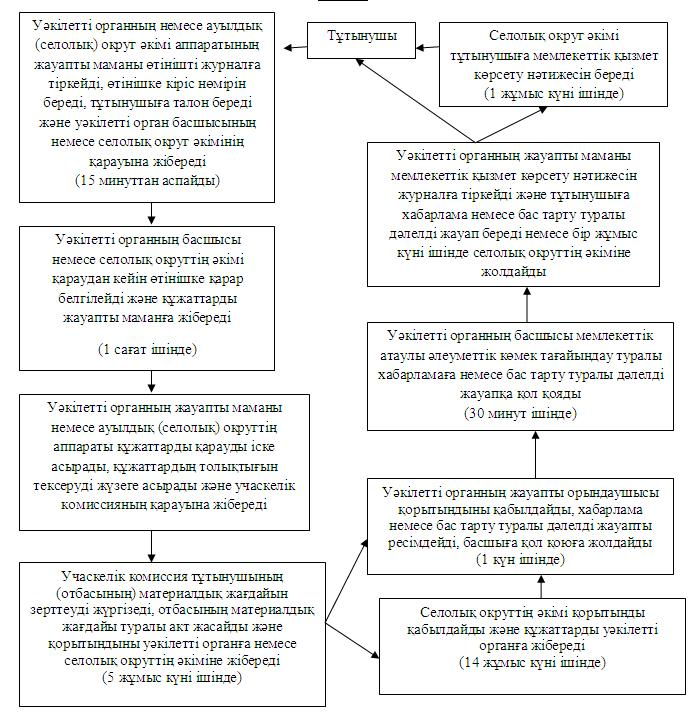 Уәкілетті органның немесе ауылдық
(селолық) округ әкімі аппаратының
жауапты маманы өтінішті журналға
тіркейді, өтінішке кіріс нөмірін
береді, тұтынушыға талон береді
және уәкілетті орган басшысының
немесе селолық округ әкімінің
қарауына жібереді
(15 минуттан аспайды)
Уәкілетті органның басшысы
немесе селолық округтің әкімі
қараудан кейін өтінішке қарар
белгілейді және құжаттарды
жауапты маманға жібереді
(1 сағат ішінде)
Уәкілетті органның жауапты маманы
немесе ауылдық (селолық) округтің
аппараты құжаттарды қарауды іске
асырады, құжаттардың толықтығын
тексеруді жүзеге асырады және учаскелік
комиссияның қарауына жібереді
Учаскелік комиссия тұтынушының
(отбасының) материалдық жағдайын
зерттеуді жүргізеді, отбасының материалдық
жағдайы туралы акт жасайды және
қорытындыны уәкілетті органға немесе
селолық округтің әкіміне жібереді
(5 жұмыс күні ішінде)
Селолық округтің әкімі қорытынды
қабылдайды және құжаттарды уәкілетті
органға жібереді
(14 жұмыс күні ішінде)
Уәкілетті органның жауапты орындаушысы
қорытындыны қабылдайды, хабарлама
немесе бас тарту туралы дәлелді жауапты
ресімдейді, басшыға қол қоюға жолдайды
(1 күн ішінде)
Уәкілетті органның басшысы мемлекеттік
атаулы әлеуметтік көмек тағайындау туралы
хабарламаға немесе бас тарту туралы дәлелді
жауапқа қол қояды
(30 минут ішінде)
Уәкілетті органның жауапты маманы
мемлекеттік қызмет көрсету нәтижесін
журналға тіркейді және тұтынушыға
хабарлама немесе бас тарту туралы
дәлелді жауап береді немесе бір жұмыс
күні ішінде селолық округтің әкіміне
жолдайды
Селолық округ әкімі
тұтынушыға мемлекеттік қызмет
көрсету нәтижесін береді
(1 жұмыс күні ішінде)
Тұтынушы